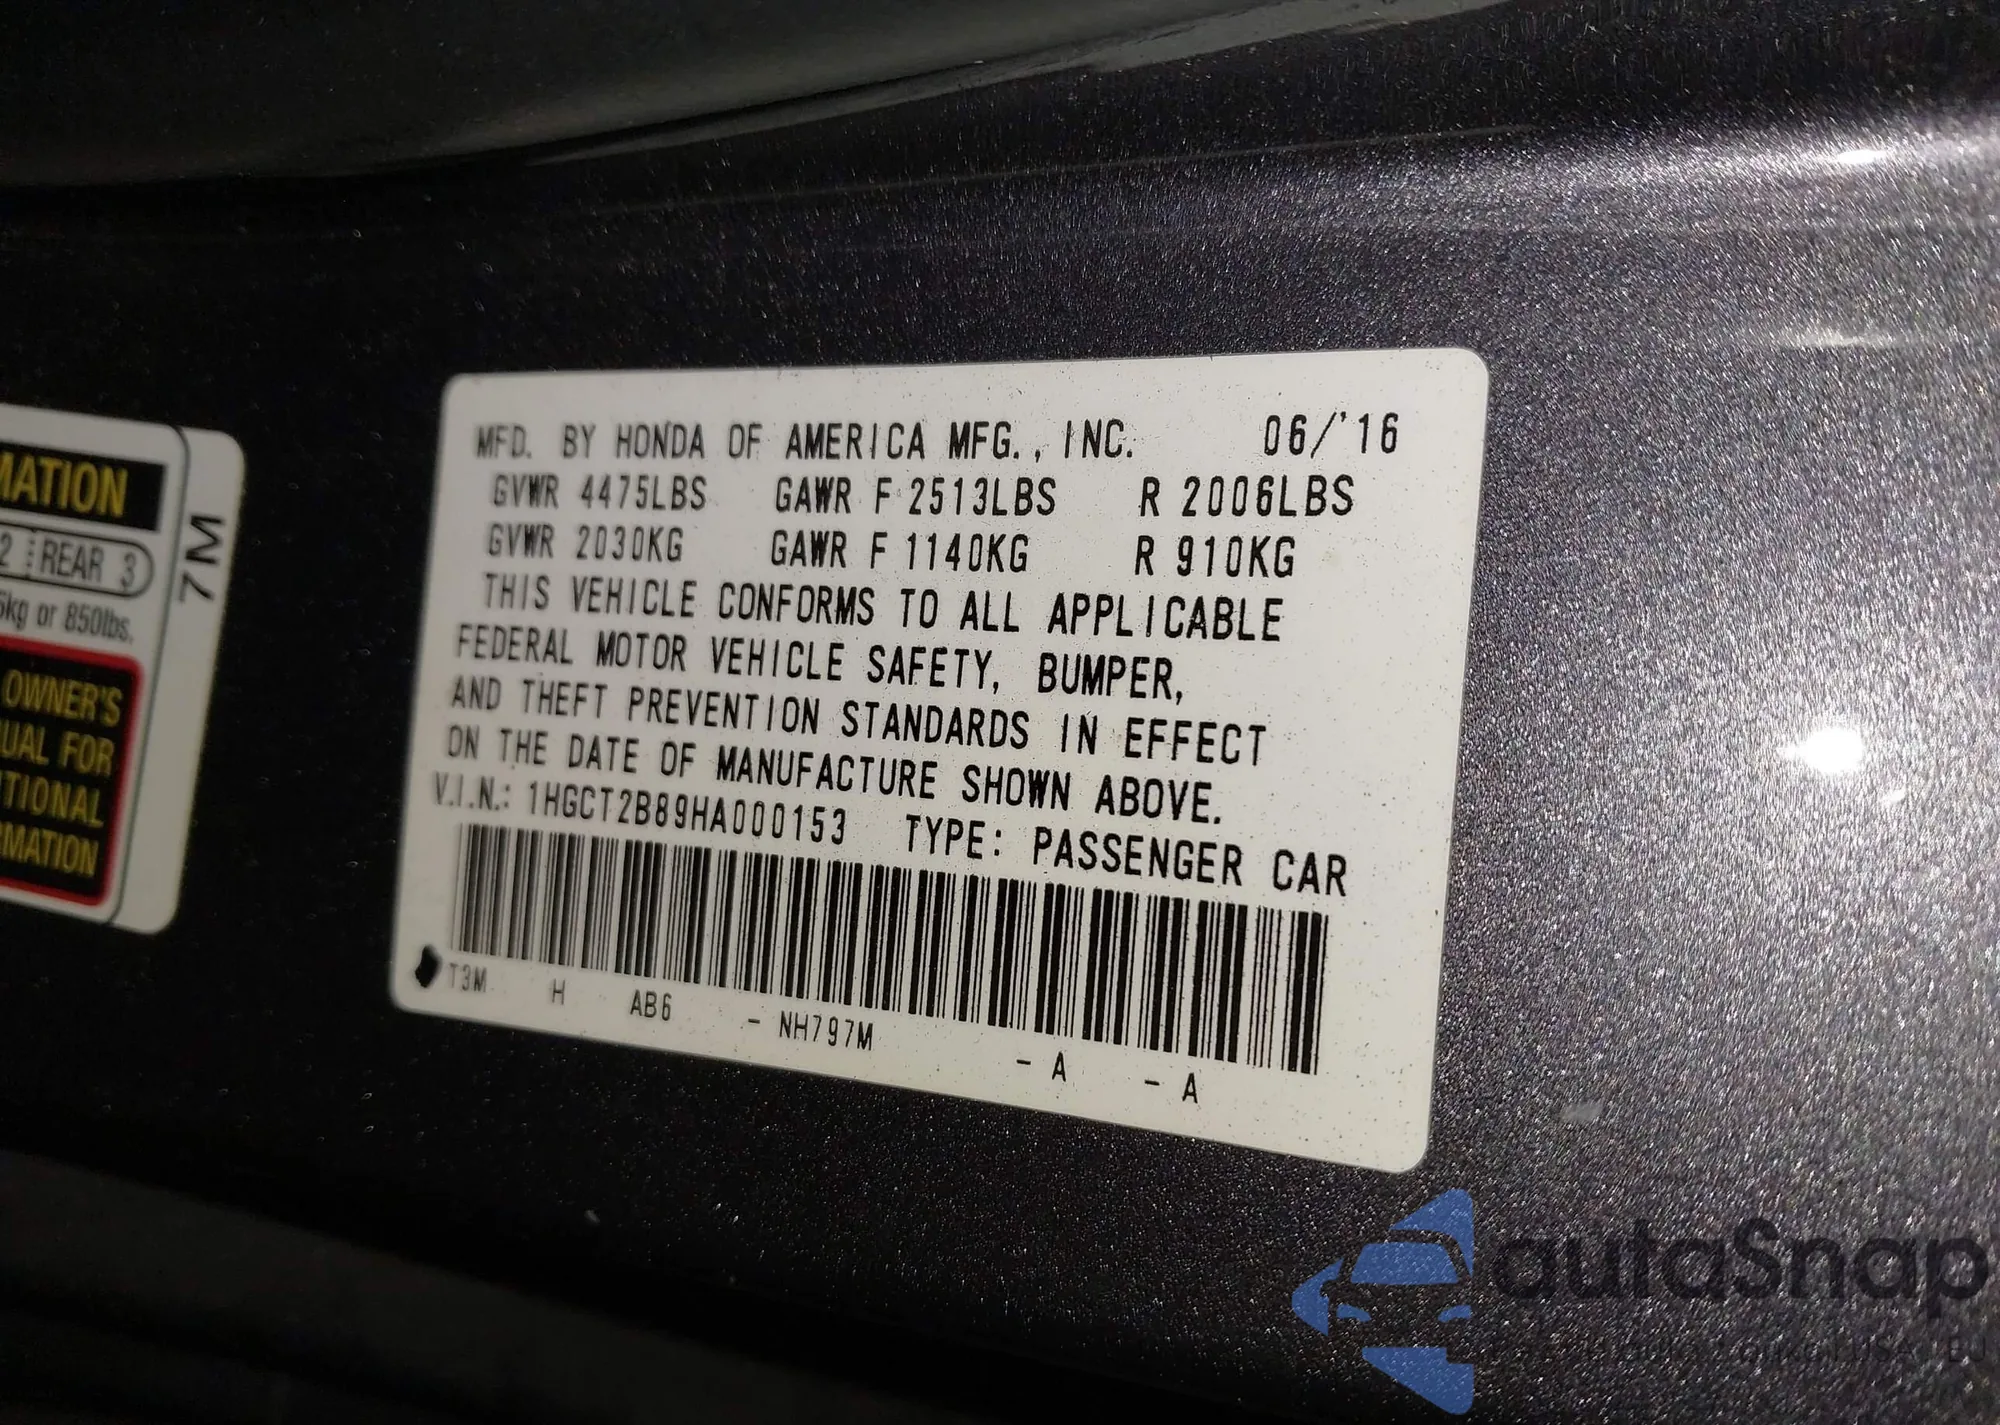 MFD. BY HONDA OF AMERICA MFG., INC. 06/'16
GVWR 4475LBS GAWR F 2513LBS R 2006LBS
GVWR 2030KG GAWR F 1140KG R 910KG
THIS VEHICLE CONFORMS TO ALL APPLICABLE
FEDERAL MOTOR VEHICLE SAFETY, BUMPER,
AND THEFT PREVENTION STANDARDS IN EFFECT
ON THE DATE OF MANUFACTURE SHOWN ABOVE.
V.I.N.: 1HGCT2B89HA000153 TYPE: PASSENGER CAR
T3M H AB6 - NH797M - A - A
MATION
2 REAR 3
5kg or 850lbs.
OWNER'S
UAL FOR
TIONAL
RMATION
7M
autoSnap